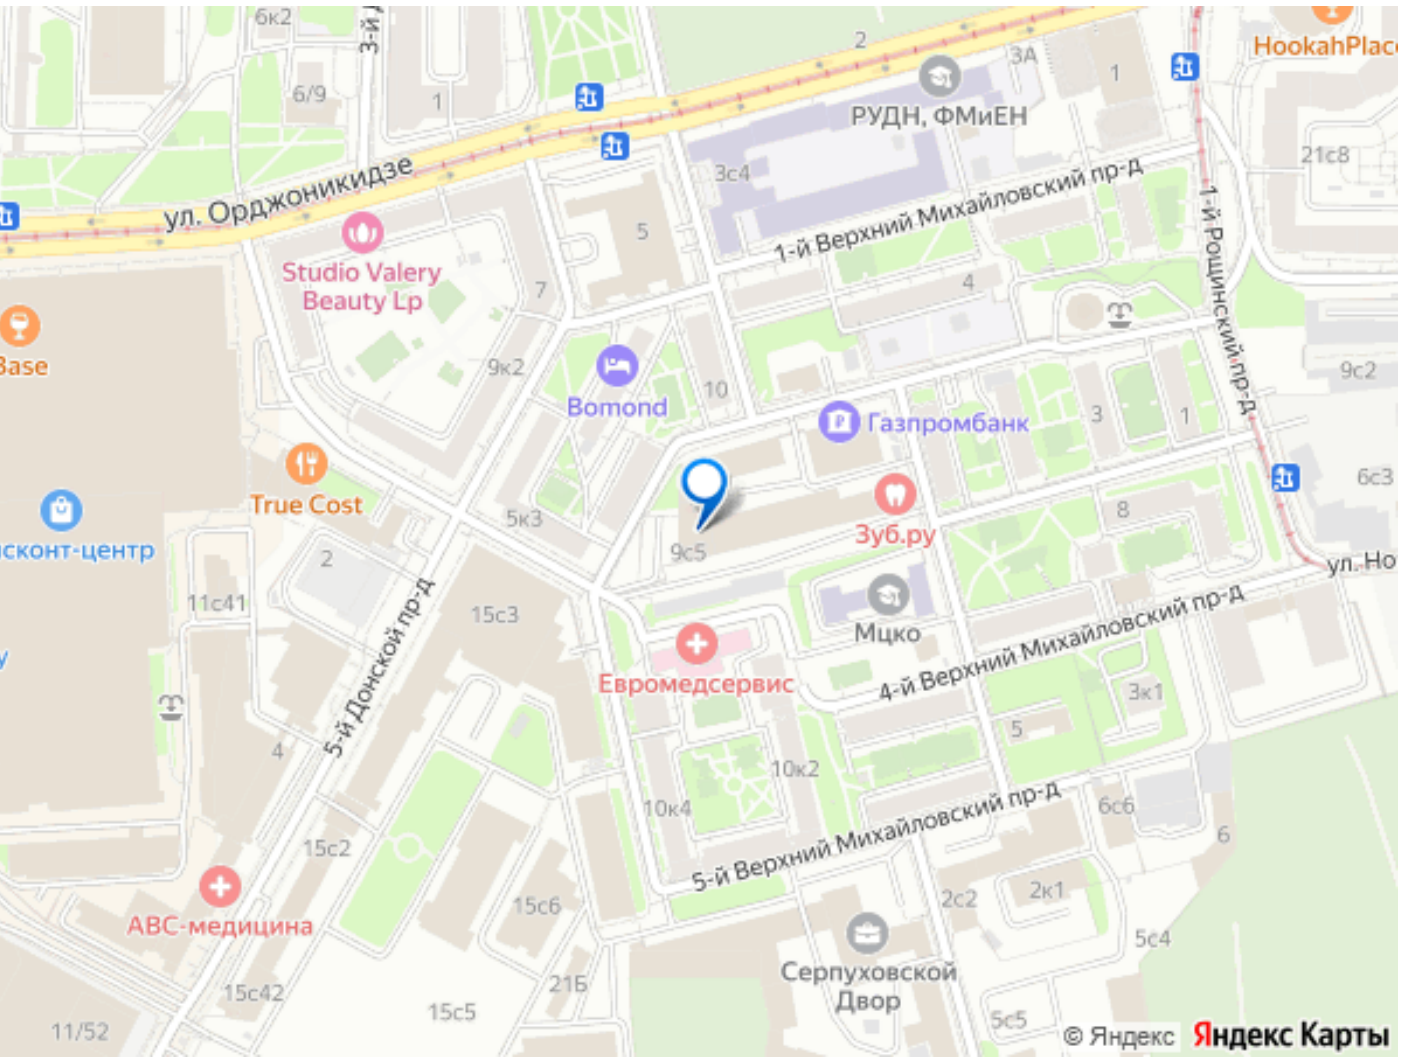 6к2
3-й
2
3А
1
HookahPlac
6/9
1
РУДН, ФМиЕН
21с8
3с4
ул. Орджоникидзе
1-й Верхний Михайловский пр-д
1-й Рощинский пр-д
5
Studio Valery
Beauty Lp
7
4
Base
9к2
Bomond
10
9с2
3
1
Газпромбанк
True Cost
5к3
Зуб.ру
8
6с3
исконт-центр
2
9с5
ул. Но
11с41
15с3
5-й Донской пр-д
Мцко
4-й Верхний Михайловский пр-д
у
Евромедсервис
3к1
4
5
10к2
10к4
5-й Верхний Михайловский пр-д
6с6
6
15с2
15с6
2с2
2к1
АВС-медицина
5с4
Серпуховской
Двор
15с42
21Б
15с5
5с5
11/52
© Яндекс Яндекс Карты